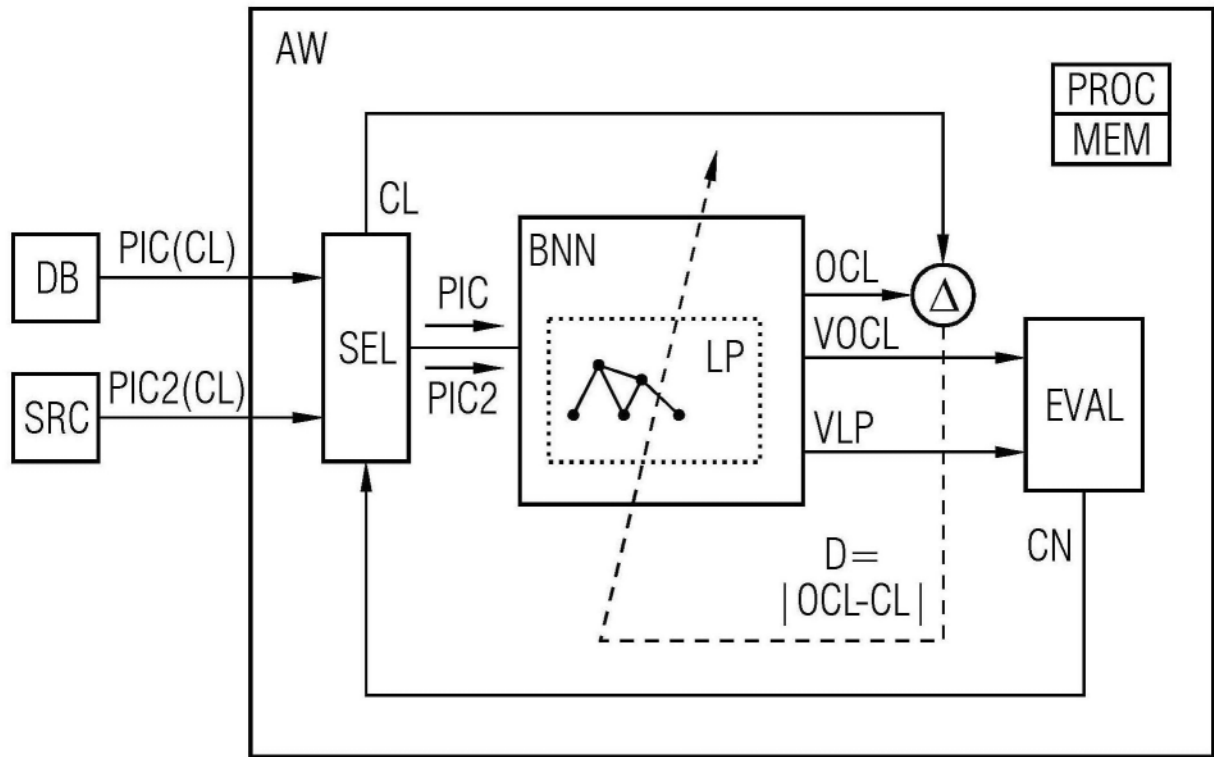 AW
PROC
MEM
CL
PIC(CL)
DB
BNN
OCL
Δ
PIC
SEL
LP
VOCL
PIC2(CL)
PIC2
SRC
EVAL
VLP
CN
D=
|OCL-CL|